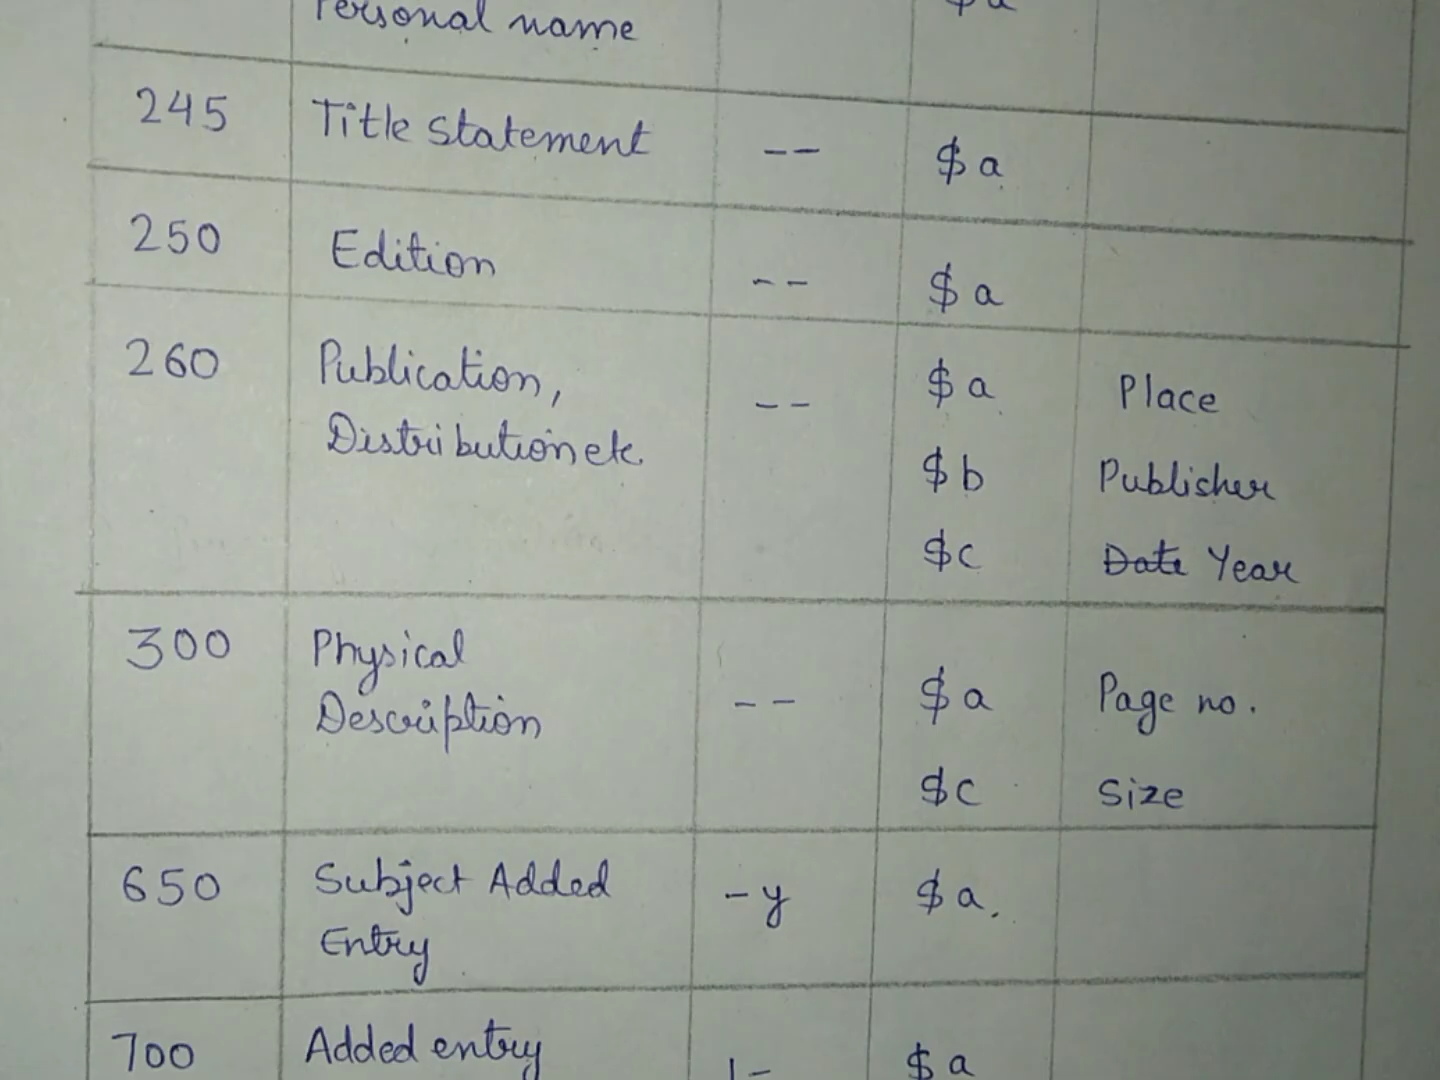 Personal name $a
245 Title Statement -- $a
250 Edition -- $a
260 Publication, -- $a Place
Distribution etc. $b Publisher
$c Date Year
300 Physical -- $a Page no.
Description $c Size
650 Subject Added -y $a.
Entry
700 Added entry 1- $a